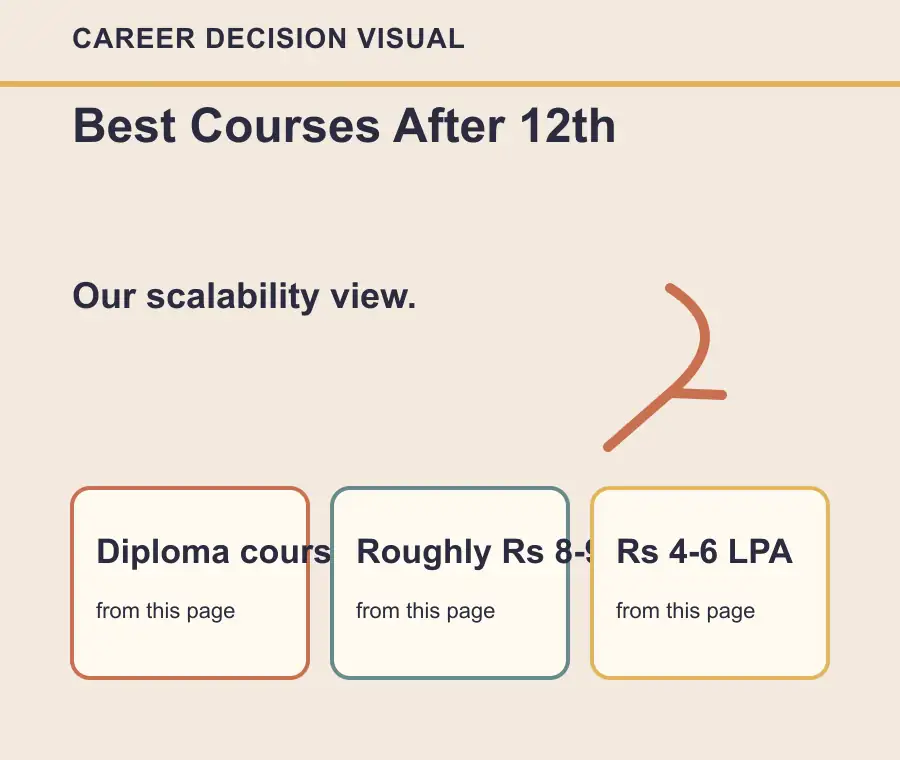 CAREER DECISION VISUAL
Best Courses After 12th
Our scalability view.
Diploma cours
Roughly Rs 8-9
Rs 4-6 LPA
from this page
from this page
from this page